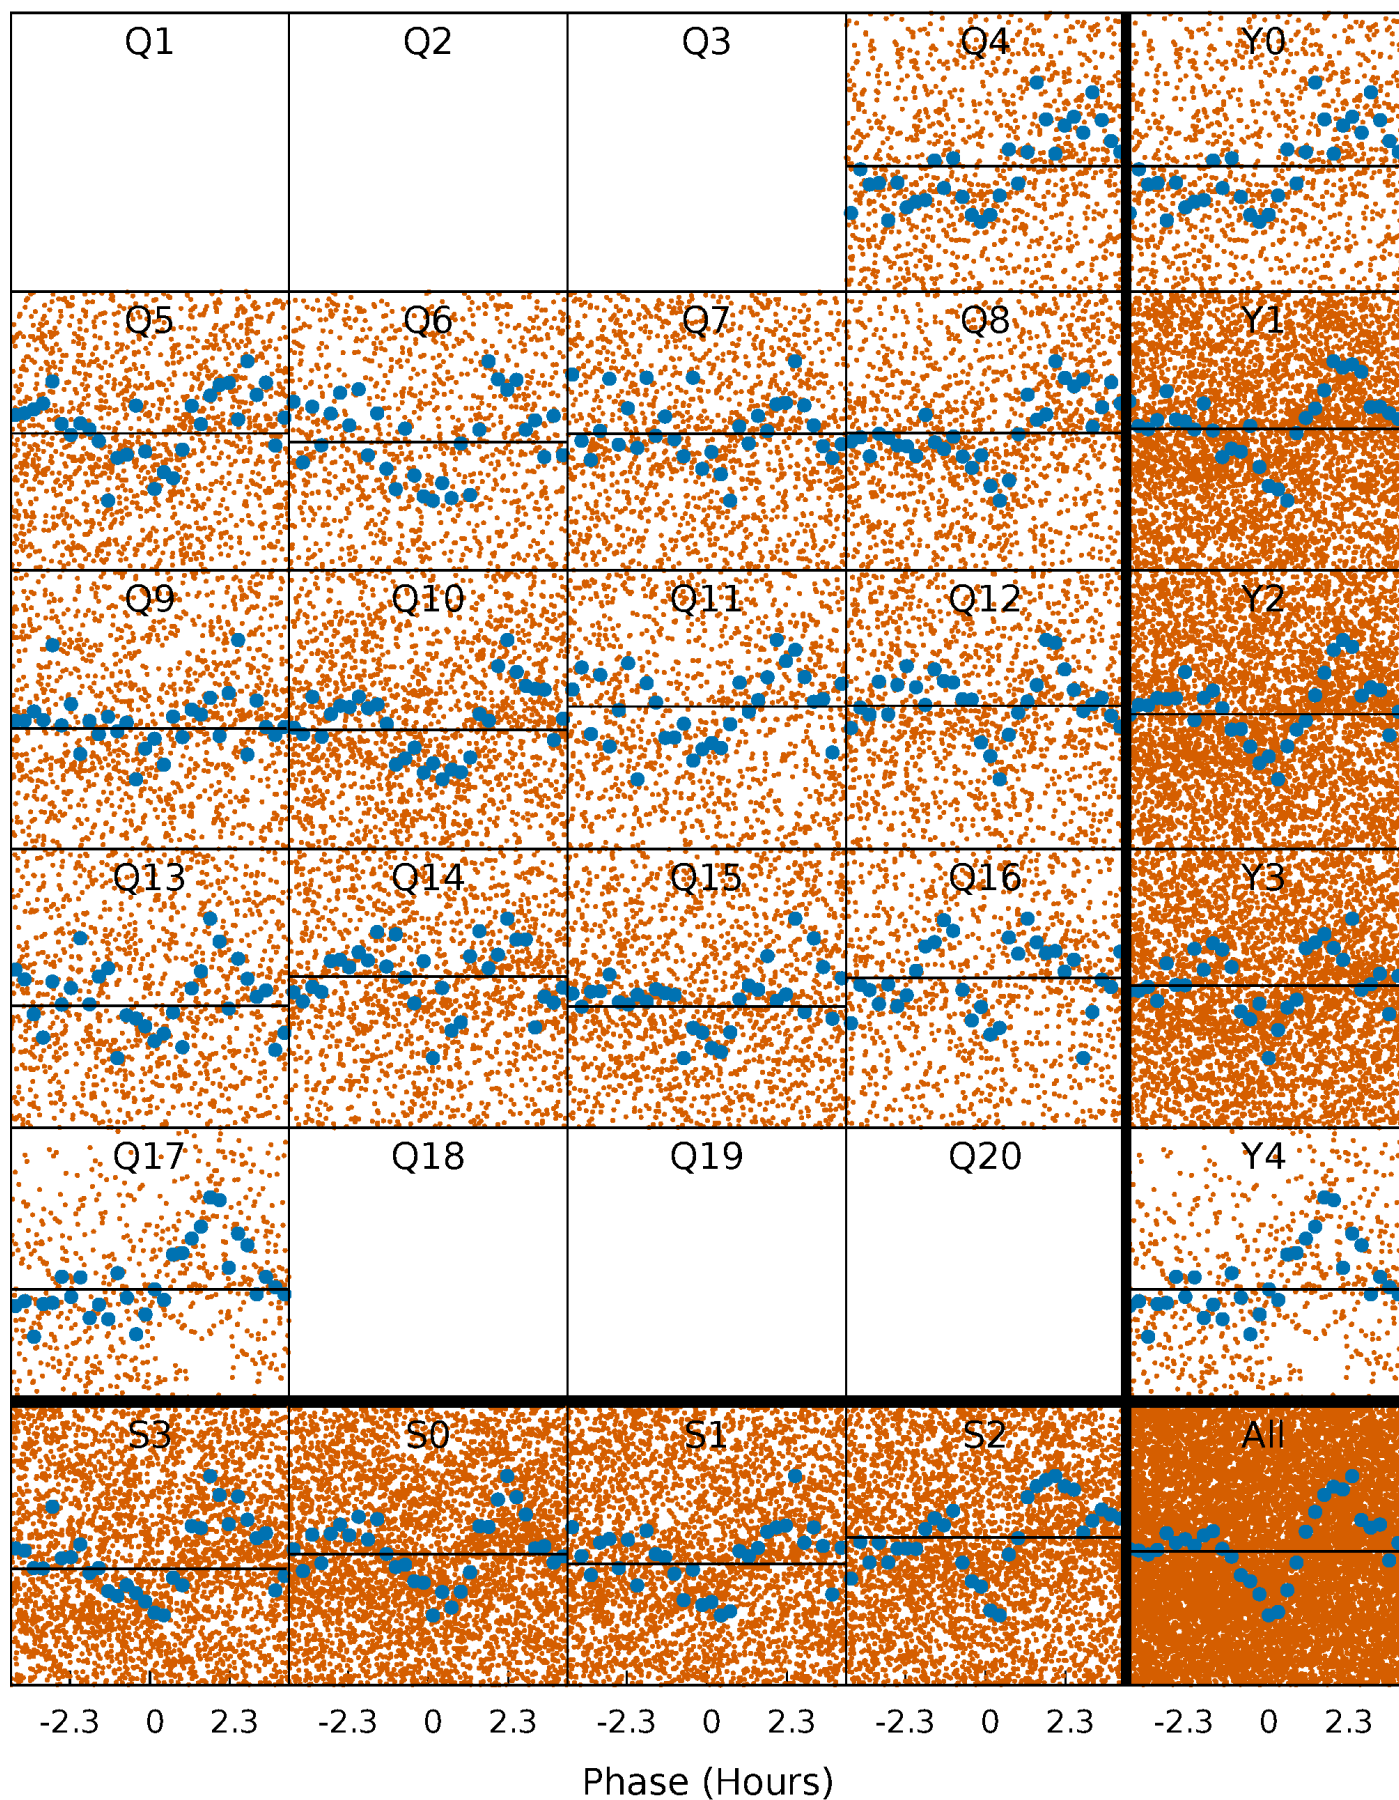 Q1 Q2 Q3 Q4 Y0
Q5 Q6 Q7 Q8 Y1
Q9 Q10 Q11 Q12 Y2
Q13 Q14 Q15 Q16 Y3
Q17 Q18 Q19 Q20 Y4
S3 S0 S1 S2 All
-2.3 0 2.3 -2.3 0 2.3 -2.3 0 2.3 -2.3 0 2.3 -2.3 0 2.3
Phase (Hours)